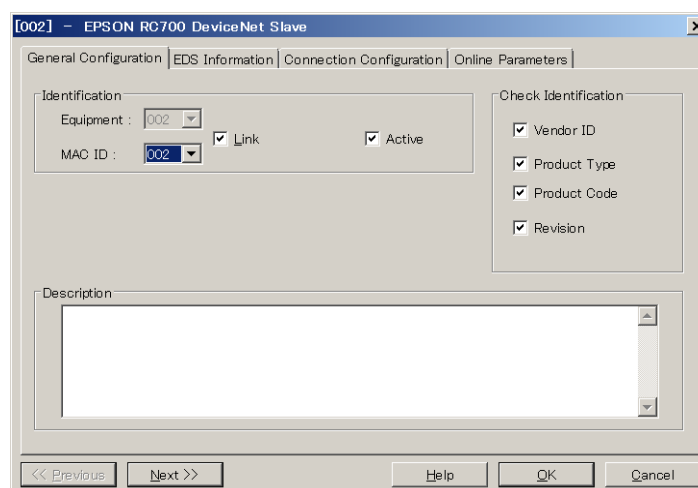 [002] - EPSON RC700 DeviceNet Slave
General Configuration EDS Information Connection Configuration Online Parameters
Identification
Equipment : 002
Link
Active
MAC ID : 002
Check Identification
Vendor ID
Product Type
Product Code
Revision
Description
<< Previous Next >> Help OK Cancel